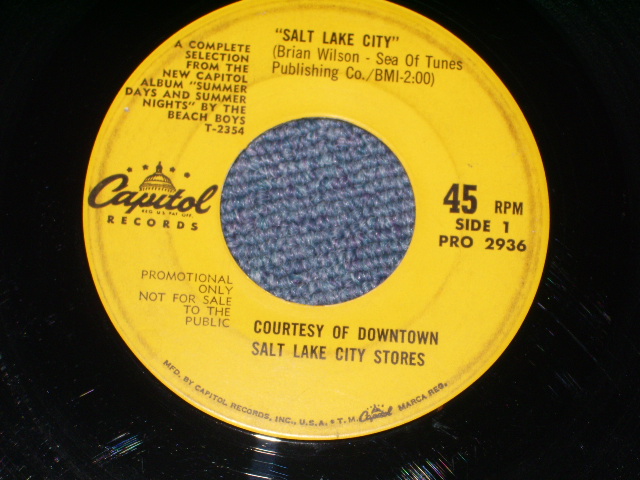 "SALT LAKE CITY"
(Brian Wilson - Sea Of Tunes
Publishing Co./BMI-2:00)
A COMPLETE
SELECTION
FROM THE
NEW CAPITOL
ALBUM "SUMMER
DAYS AND SUMMER
NIGHTS" BY THE
BEACH BOYS
T-2354
Capitol
REG. U.S. PAT. OFF.
RECORDS
45 RPM
SIDE 1
PRO 2936
PROMOTIONAL
ONLY
NOT FOR SALE
TO THE
PUBLIC
COURTESY OF DOWNTOWN
SALT LAKE CITY STORES
MFD. BY CAPITOL RECORDS, INC., U.S.A. • T.M. Capitol MARCA REG.